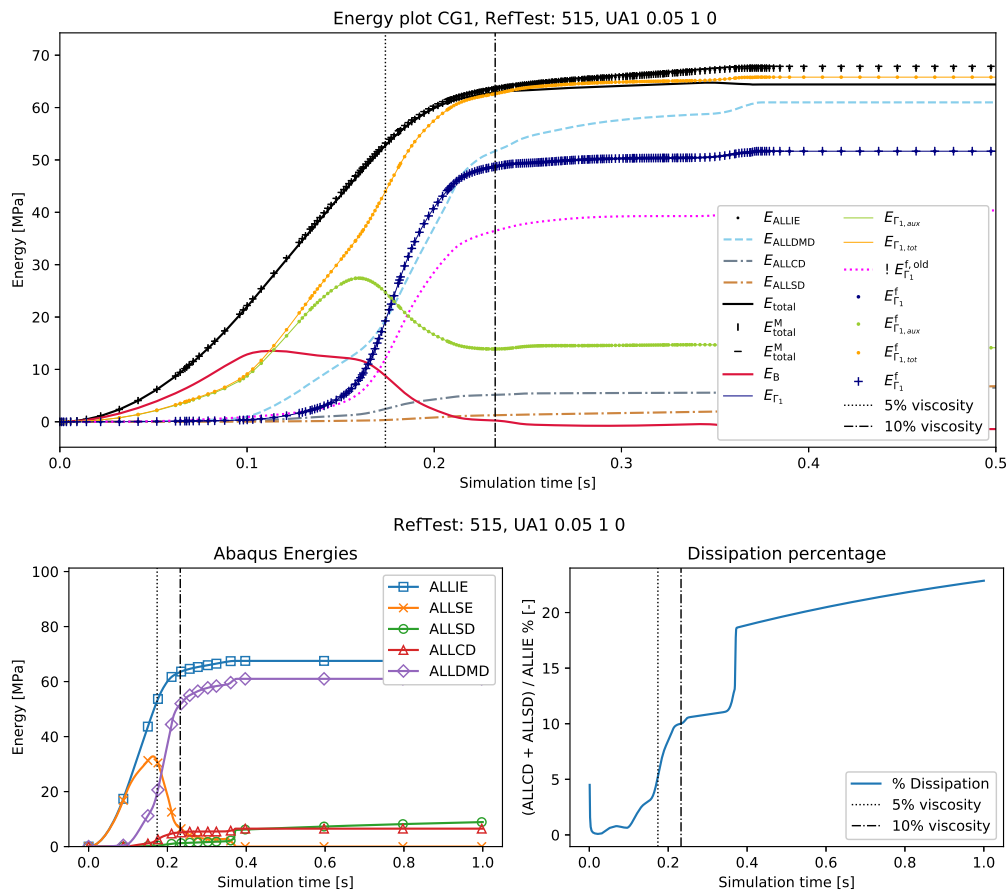 Energy plot CG1, RefTest: 515, UA1 0.05 1 0
Energy [MPa]
70
60
50
40
30
20
10
0
0.0
0.1
0.2
0.3
0.4
0.5
Simulation time [s]
E_ALLIE
E_ALLDMD
E_ALLCD
E_ALLSD
E_total
E^M_total
E^M_total
E_B
E_Γ1
E_Γ1,aux
E_Γ1,tot
! E^f,old_Γ1
E^f_Γ1
E^f_Γ1,aux
E^f_Γ1,tot
E^f_Γ1
5% viscosity
10% viscosity
RefTest: 515, UA1 0.05 1 0
Abaqus Energies
Energy [MPa]
100
80
60
40
20
0
0.0
0.2
0.4
0.6
0.8
1.0
Simulation time [s]
ALLIE
ALLSE
ALLSD
ALLCD
ALLDMD
Dissipation percentage
(ALLCD + ALLSD) / ALLIE % [-]
20
15
10
5
0
0.0
0.2
0.4
0.6
0.8
1.0
Simulation time [s]
% Dissipation
5% viscosity
10% viscosity